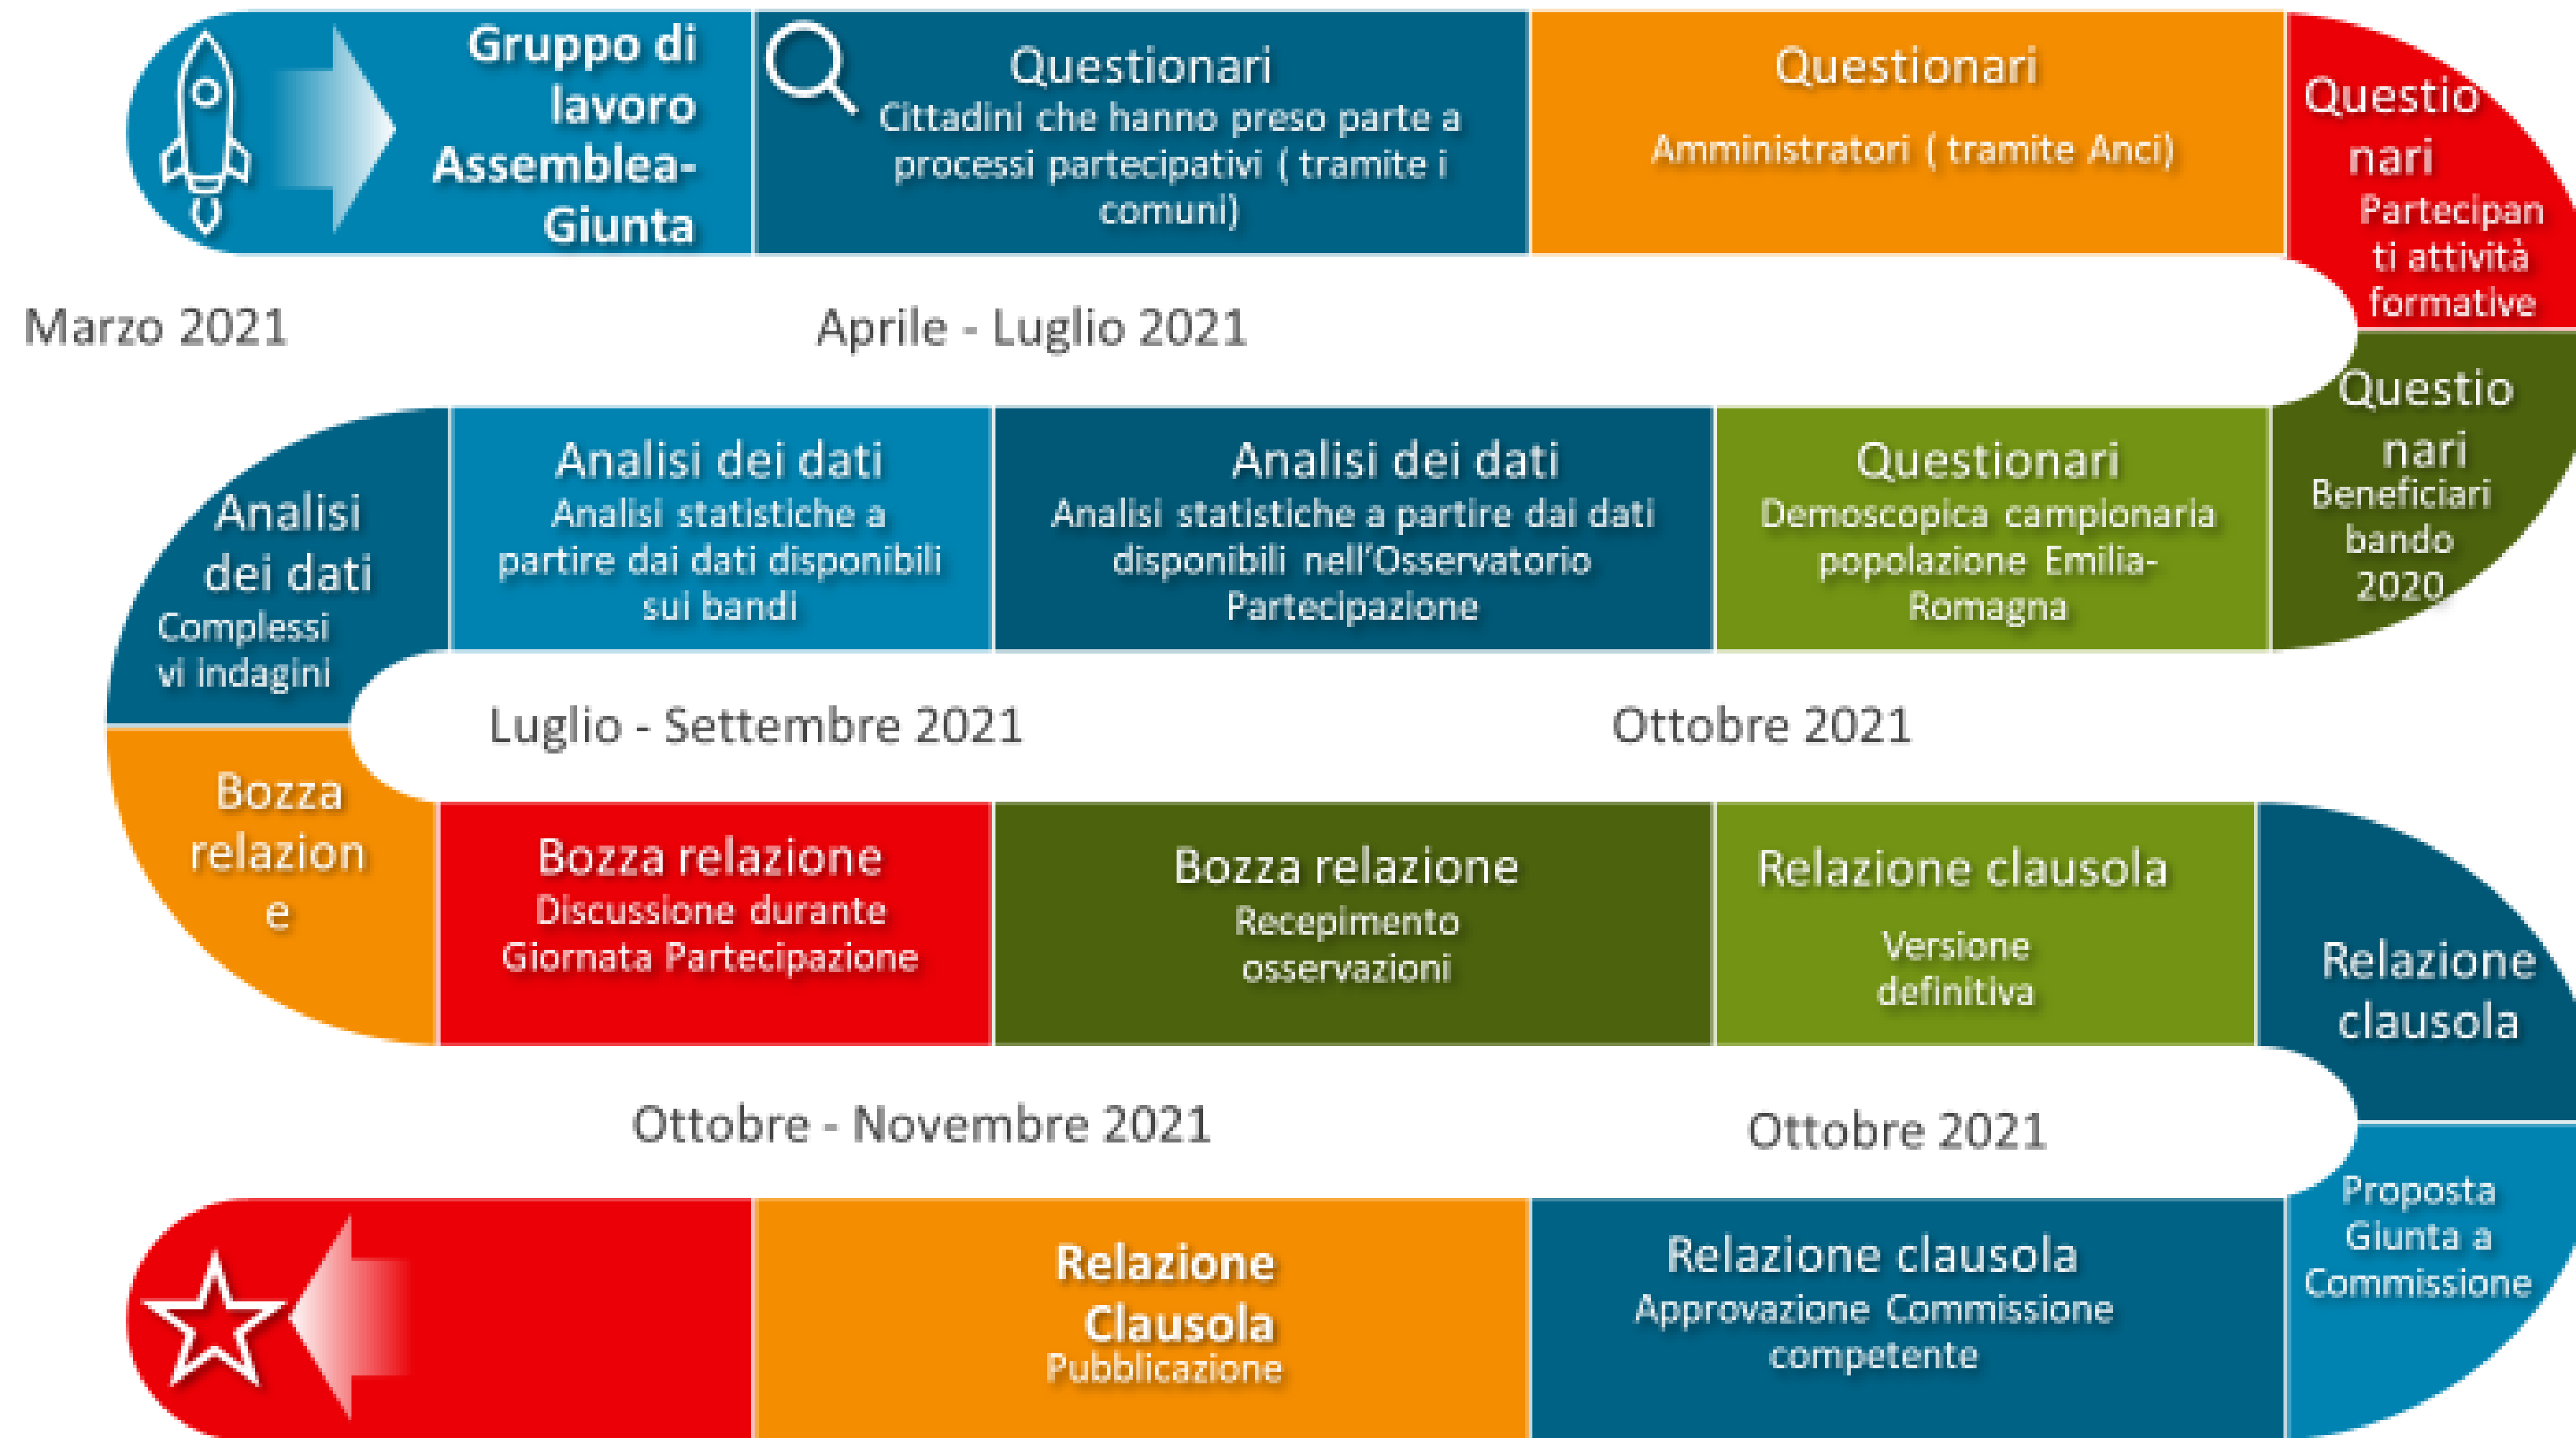 Gruppo di
lavoro
Assemblea-
Giunta
Questionari
Cittadini che hanno preso parte a
processi partecipativi ( tramite i
comuni)
Questionari
Amministratori ( tramite Anci)
Questio
nari
Partecipan
ti attività
formative
Marzo 2021
Aprile - Luglio 2021
Questio
nari
Beneficiari
bando
2020
Questionari
Demoscopica campionaria
popolazione Emilia-
Romagna
Analisi dei dati
Analisi statistiche a partire dai dati
disponibili nell'Osservatorio
Partecipazione
Analisi dei dati
Analisi statistiche a
partire dai dati disponibili
sui bandi
Analisi
dei dati
Complessi
vi indagini
Luglio - Settembre 2021
Ottobre 2021
Bozza
relazion
e
Bozza relazione
Discussione durante
Giornata Partecipazione
Bozza relazione
Recepimento
osservazioni
Relazione clausola
Versione
definitiva
Relazione
clausola
Ottobre - Novembre 2021
Ottobre 2021
Proposta
Giunta a
Commissione
Relazione clausola
Approvazione Commissione
competente
Relazione
Clausola
Pubblicazione